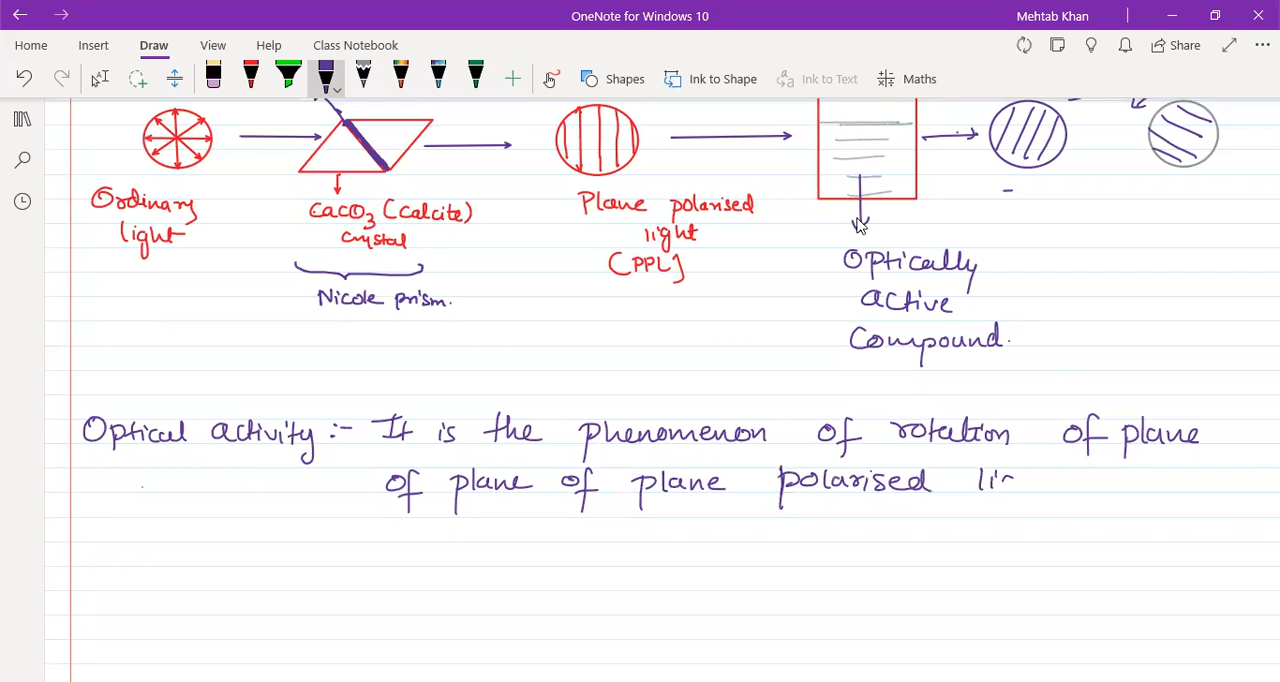 OneNote for Windows 10
Mehtab Khan
Home Insert Draw View Help Class Notebook
Share
Shapes Ink to Shape Ink to Text Maths
Ordinary
light
CaCO3 (Calcite)
crystal
Nicole prism.
Plane polarised
light
(PPL)
Optically
active
Compound.
Optical activity :- It is the phenomenon of rotation of plane
of plane of plane polarised lig